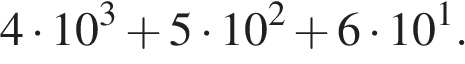 4 · 10³ + 5 · 10² + 6 · 10¹.